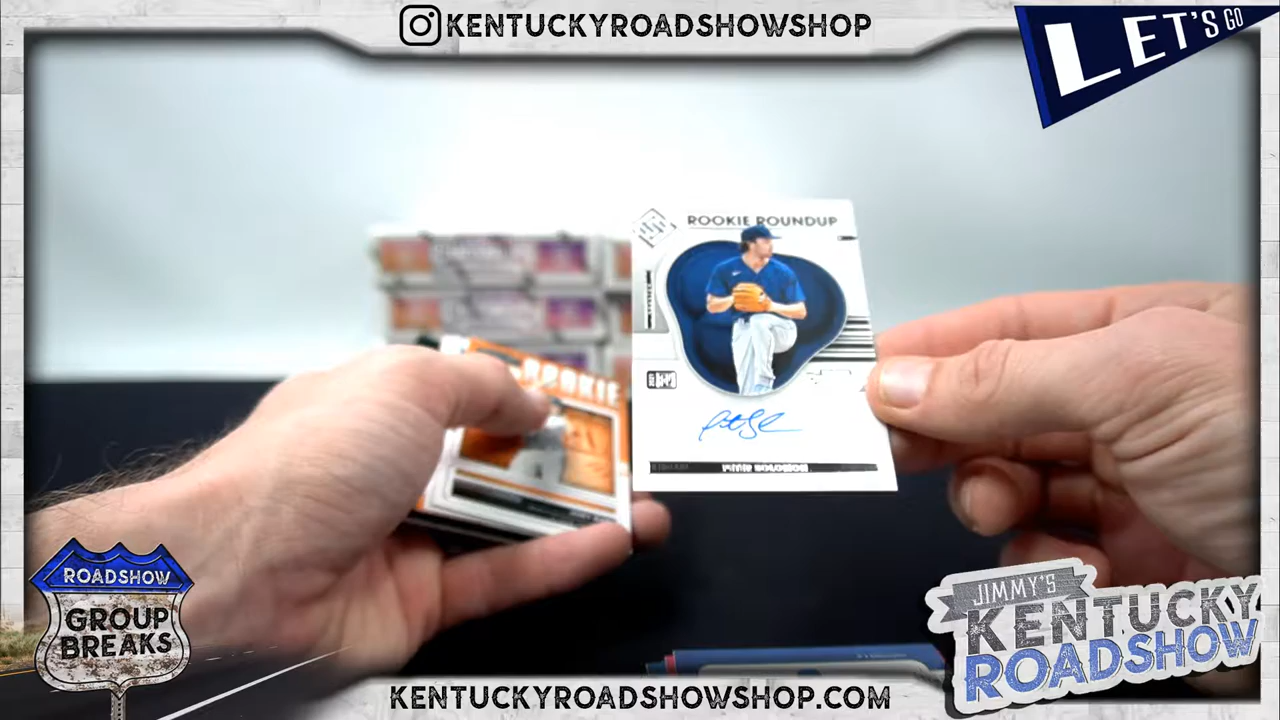 KENTUCKYROADSHOWSHOP
LET'S GO
ROOKIE ROUNDUP
ROOKIE
ROADSHOW
GROUP
BREAKS
JIMMY'S
KENTUCKY
ROADSHOW
KENTUCKYROADSHOWSHOP.COM